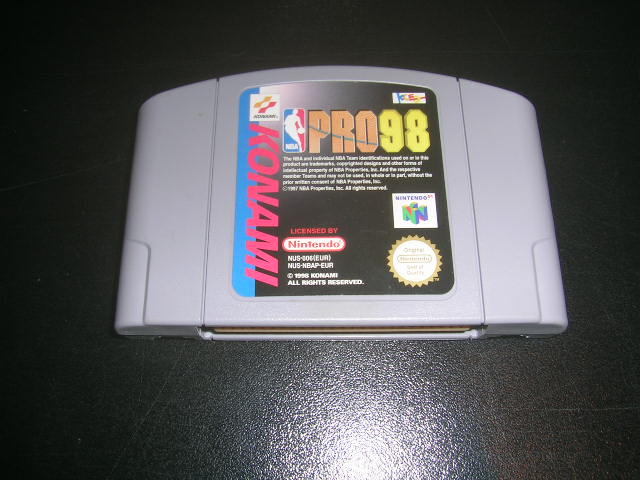 KONAMI
KONAMI
NBA
PRO 98
The NBA and individual NBA Team identifications used on or in this
product are trademarks, copyrighted designs and other forms of
intellectual property of NBA Properties, Inc. And the respective
member Teams and may not be used, in whole or in part, without the
prior written consent of NBA Properties, Inc.
©1997 NBA Properties, Inc. All rights reserved.
NINTENDO64
LICENSED BY
Nintendo
NUS-006(EUR)
NUS-NBAP-EUR
© 1998 KONAMI
ALL RIGHTS RESERVED.
Original
Nintendo
Seal of
Quality
TM